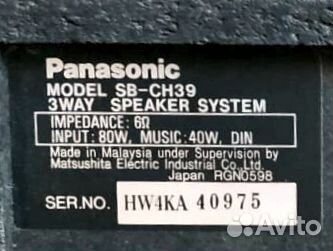 Panasonic
MODEL SB-CH39
3WAY SPEAKER SYSTEM
IMPEDANCE: 6Ω
INPUT: 80W, MUSIC: 40W, DIN
Made in Malaysia under Supervision by
Matsushita Electric Industrial Co., Ltd.
Japan RGN0598
SER.NO. HW4KA 40975
Avito